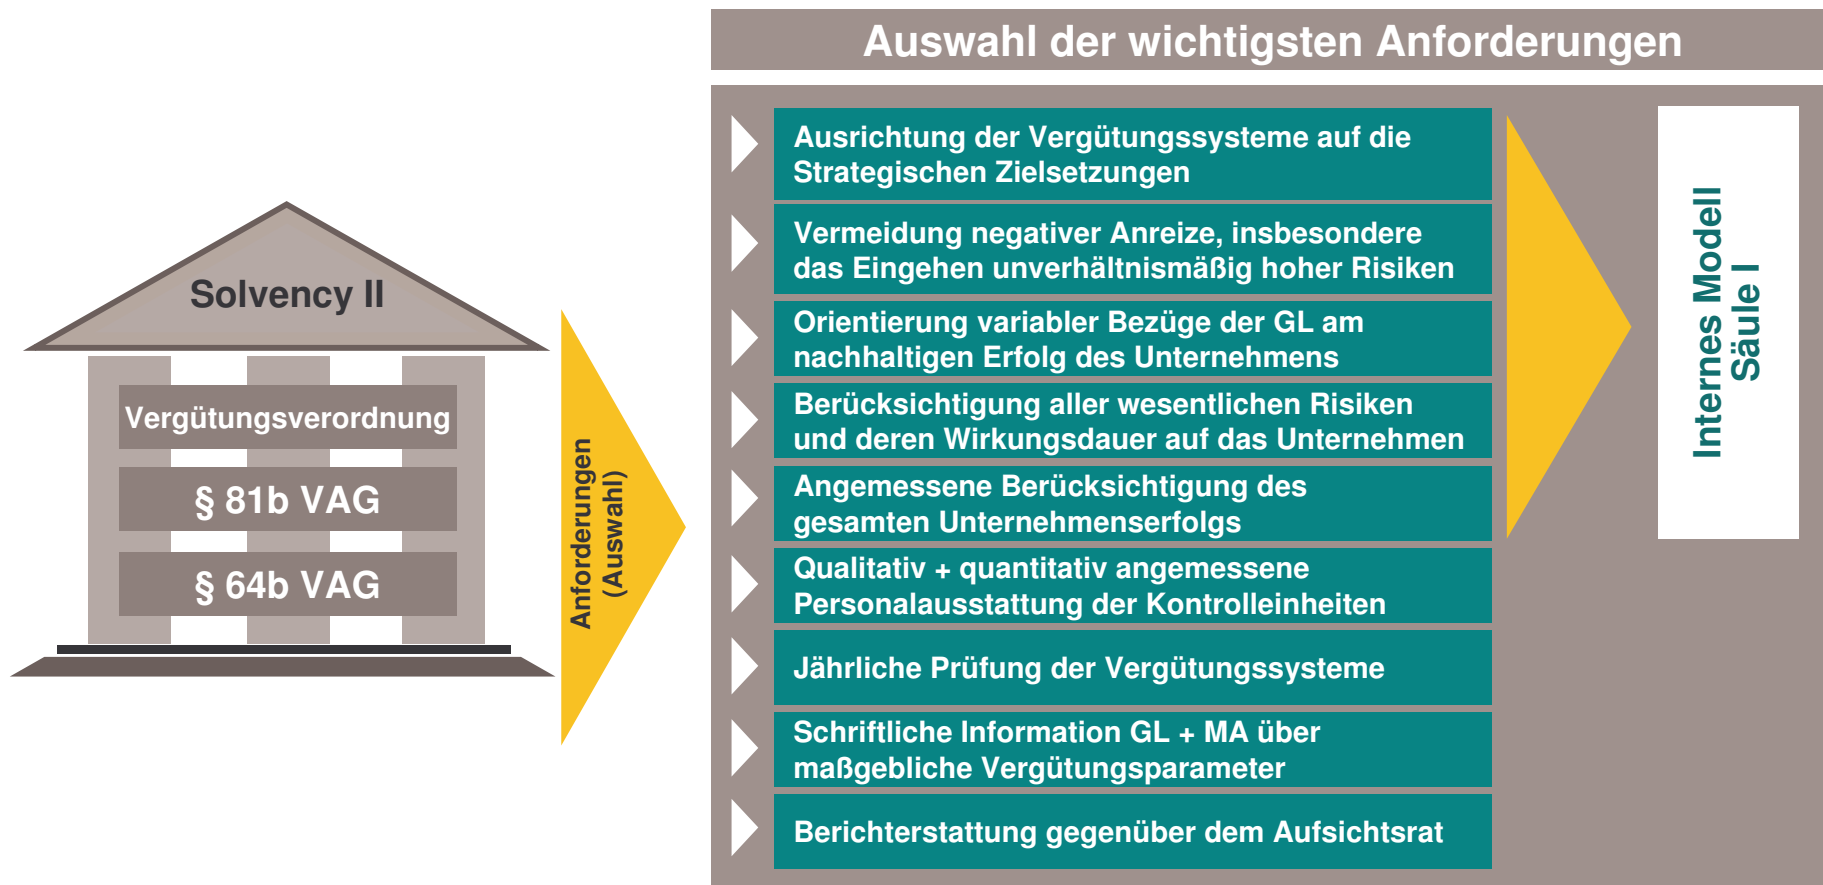 Auswahl der wichtigsten Anforderungen
Solvency II
Vergütungsverordnung
§ 81b VAG
§ 64b VAG
Anforderungen
(Auswahl)
Ausrichtung der Vergütungssysteme auf die
Strategischen Zielsetzungen
Vermeidung negativer Anreize, insbesondere
das Eingehen unverhältnismäßig hoher Risiken
Orientierung variabler Bezüge der GL am
nachhaltigen Erfolg des Unternehmens
Berücksichtigung aller wesentlichen Risiken
und deren Wirkungsdauer auf das Unternehmen
Angemessene Berücksichtigung des
gesamten Unternehmenserfolgs
Qualitativ + quantitativ angemessene
Personalausstattung der Kontrolleinheiten
Jährliche Prüfung der Vergütungssysteme
Schriftliche Information GL + MA über
maßgebliche Vergütungsparameter
Berichterstattung gegenüber dem Aufsichtsrat
Internes Modell
Säule I